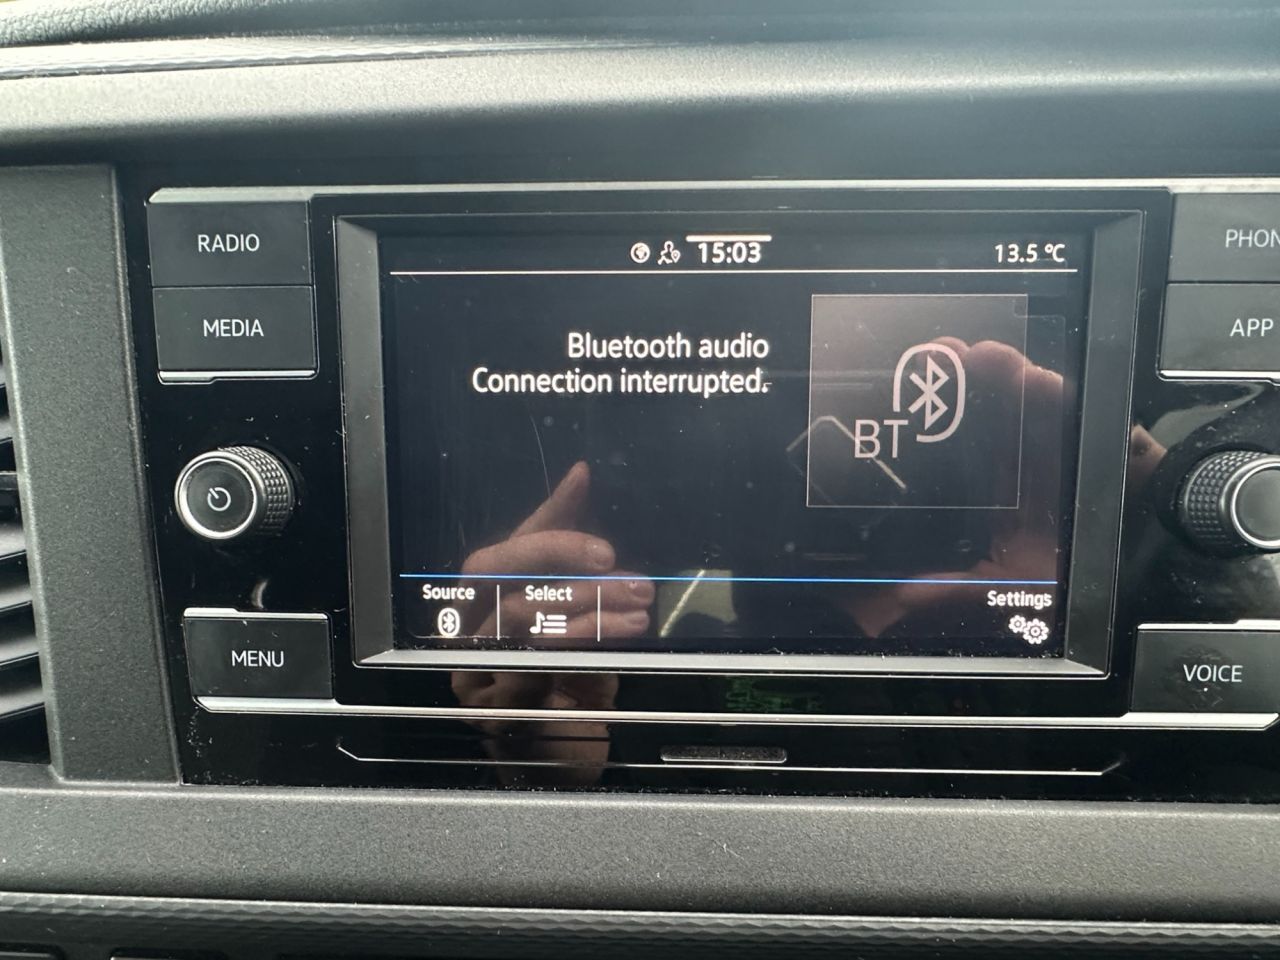 RADIO
MEDIA
MENU
15:03
13.5 °C
Bluetooth audio
Connection interrupted.
BT
Source
Select
Settings
PHON
APP
VOICE